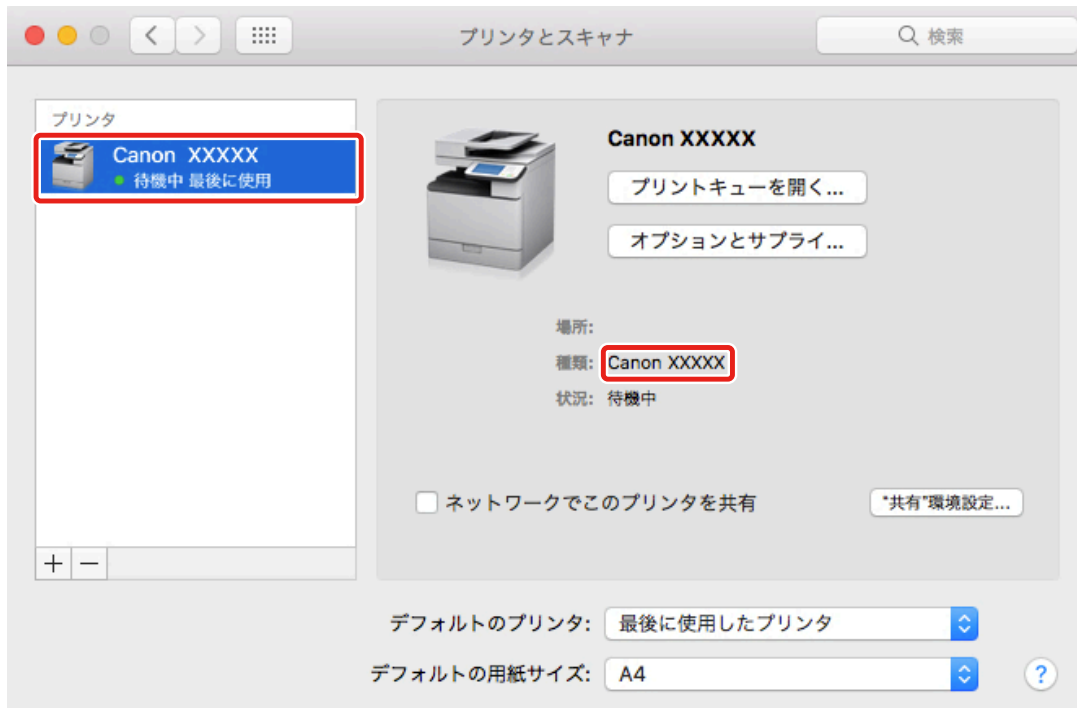 プリンタとスキャナ
検索
プリンタ
Canon XXXXX
待機中 最後に使用
Canon XXXXX
プリントキューを開く...
オプションとサプライ...
場所:
種類: Canon XXXXX
状況: 待機中
ネットワークでこのプリンタを共有
"共有"環境設定...
デフォルトのプリンタ: 最後に使用したプリンタ
デフォルトの用紙サイズ: A4
?